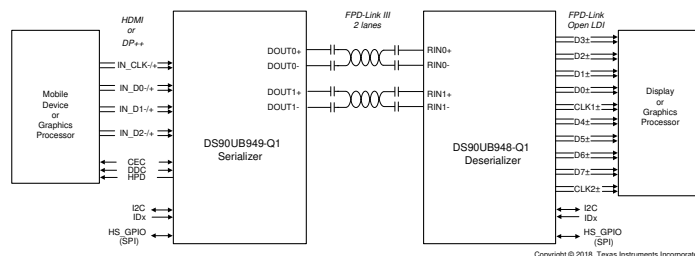 HDMI
or
DP++
FPD-Link III
2 lanes
FPD-Link
Open LDI
Mobile
Device
or
Graphics
Processor
IN_CLK-/+
IN_D0-/+
IN_D1-/+
IN_D2-/+
CEC
DDC
HPD
I2C
IDx
HS_GPIO
(SPI)
DOUT0+
DOUT0-
DOUT1+
DOUT1-
DS90UB949-Q1
Serializer
RIN0+
RIN0-
RIN1+
RIN1-
DS90UB948-Q1
Deserializer
D3±
D2±
D1±
D0±
CLK1±
D4±
D5±
D6±
D7±
CLK2±
I2C
IDx
HS_GPIO
(SPI)
Display
or
Graphics
Processor
Copyright © 2018, Texas Instruments Incorporate